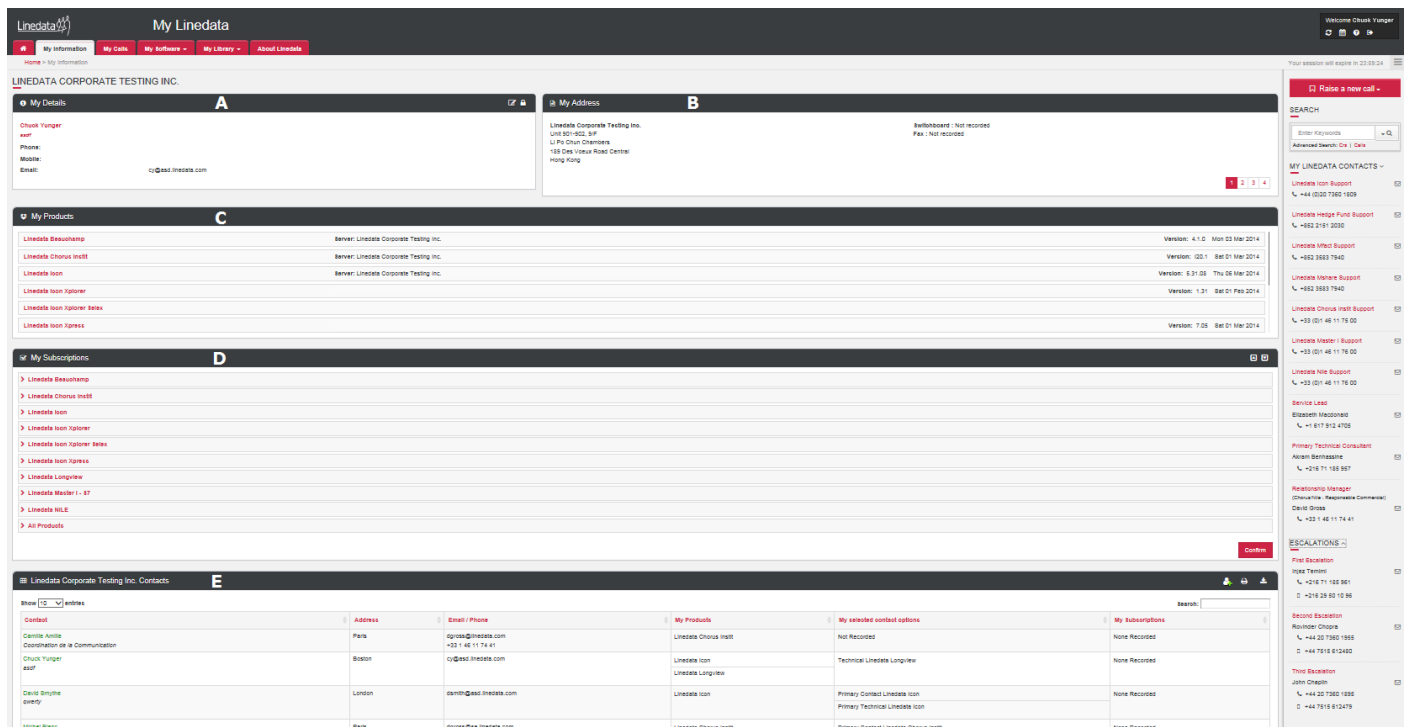 Linedata
My Linedata
Welcome Chuck Yunger
My Information
My Calls
My Software
My Library
About Linedata
Home > My Information
Your session will expire in 23:59:24
LINEDATA CORPORATE TESTING INC.
My Details
A
My Address
B
Chuck Yunger
asdf
Phone:
Mobile:
Email: cy@asd.linedata.com
Linedata Corporate Testing Inc.
Unit 901-902, 9/F
Li Po Chun Chambers
189 Des Voeux Road Central
Hong Kong
Switchboard : Not recorded
Fax : Not recorded
1 2 3 4
My Products
C
Linedata Beauchamp Server: Linedata Corporate Testing Inc. Version: 4.1.0 Mon 03 Mar 2014
Linedata Chorus Instit Server: Linedata Corporate Testing Inc. Version: I20.1 Sat 01 Mar 2014
Linedata Icon Server: Linedata Corporate Testing Inc. Version: 5.31.03 Thu 06 Mar 2014
Linedata Icon Xplorer Version: 1.31 Sat 01 Feb 2014
Linedata Icon Xplorer Selex
Linedata Icon Xpress Version: 7.05 Sat 01 Mar 2014
My Subscriptions
D
Linedata Beauchamp
Linedata Chorus Instit
Linedata Icon
Linedata Icon Xplorer
Linedata Icon Xplorer Selex
Linedata Icon Xpress
Linedata Longview
Linedata Master I - 87
Linedata NILE
All Products
Confirm
Linedata Corporate Testing Inc. Contacts
E
Show 10 entries
Search:
Contact Address Email / Phone My Products My selected contact options My Subscriptions
Camille Amille Paris dgross@linedata.com Linedata Chorus Instit Not Recorded None Recorded
Coordination de la Communication +33 1 46 11 74 41
Chuck Yunger Boston cy@asd.linedata.com Linedata Icon Technical Linedata Longview None Recorded
asdf Linedata Longview
David Smythe London dsmith@asd.linedata.com Linedata Icon Primary Contact Linedata Icon None Recorded
qwerty Primary Technical Linedata Icon
Raise a new call
SEARCH
Enter Keywords
Advanced Search: Crs | Calls
MY LINEDATA CONTACTS
Linedata Icon Support
+44 (0)20 7360 1809
Linedata Hedge Fund Support
+852 2151 2030
Linedata Mfact Support
+852 3583 7940
Linedata Mshare Support
+852 3583 7940
Linedata Chorus Instit Support
+33 (0)1 46 11 75 00
Linedata Master I Support
+33 (0)1 46 11 76 00
Linedata Nile Support
+33 (0)1 46 11 76 00
Service Lead
Elizabeth Macdonald
+1 617 912 4705
Primary Technical Consultant
Akram Benhassine
+216 71 185 957
Relationship Manager
(Chorus/Nile - Responsable Commercial)
David Gross
+33 1 46 11 74 41
ESCALATIONS
First Escalation
Injez Temimi
+216 71 185 961
+216 29 50 10 96
Second Escalation
Rovinder Chopra
+44 20 7360 1955
+44 7515 612480
Third Escalation
John Chaplin
+44 20 7360 1898
+44 7515 612479